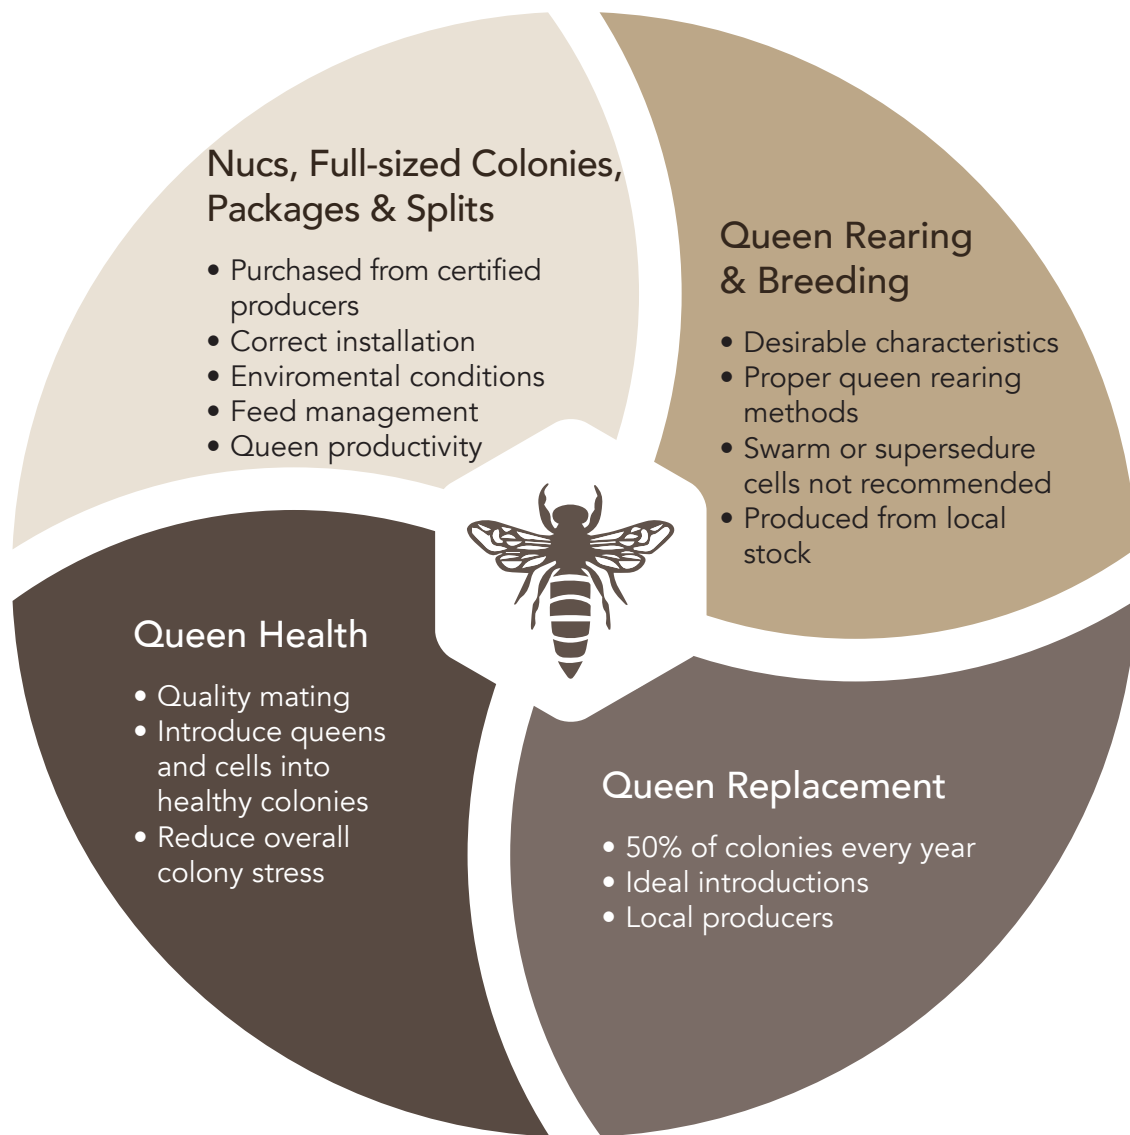 Nucs, Full-sized Colonies,
Packages & Splits
• Purchased from certified
producers
• Correct installation
• Enviromental conditions
• Feed management
• Queen productivity
Queen Rearing
& Breeding
• Desirable characteristics
• Proper queen rearing
methods
• Swarm or supersedure
cells not recommended
• Produced from local
stock
Queen Health
• Quality mating
• Introduce queens
and cells into
healthy colonies
• Reduce overall
colony stress
Queen Replacement
• 50% of colonies every year
• Ideal introductions
• Local producers